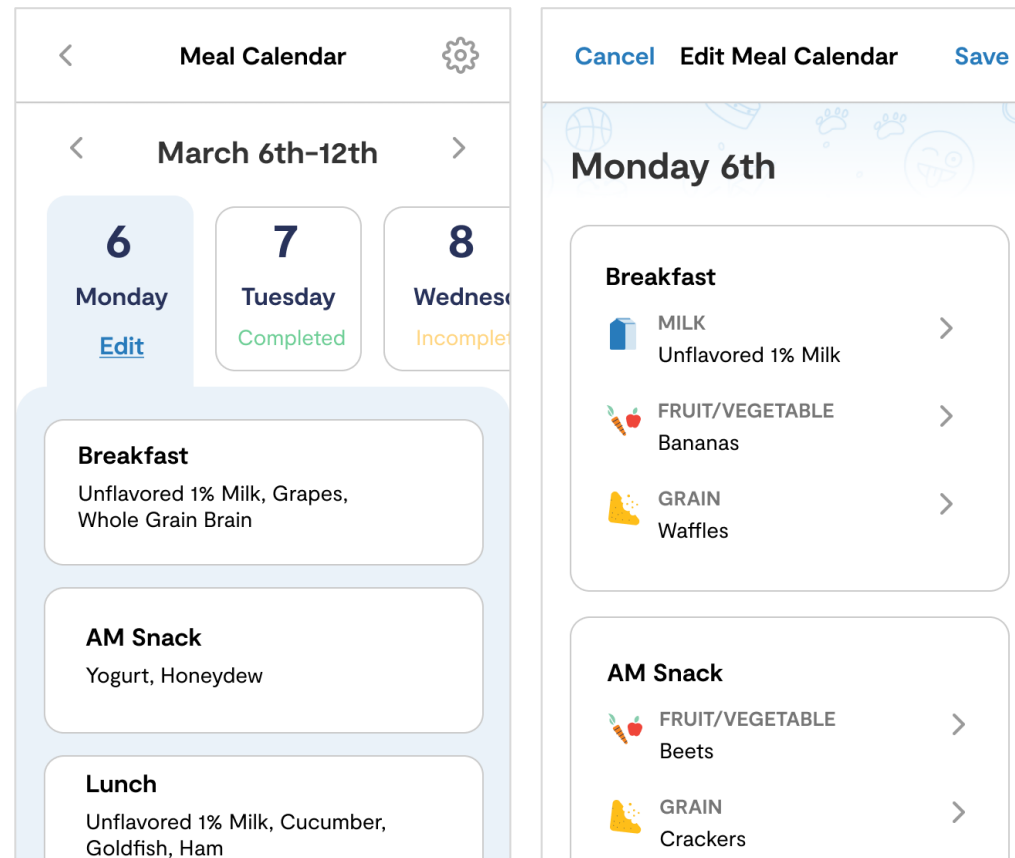 Meal Calendar
March 6th-12th
6
Monday
Edit
7
Tuesday
Completed
8
Wednes
Incomple
Breakfast
Unflavored 1% Milk, Grapes,
Whole Grain Brain
AM Snack
Yogurt, Honeydew
Lunch
Unflavored 1% Milk, Cucumber,
Goldfish, Ham
Cancel
Edit Meal Calendar
Save
Monday 6th
Breakfast
MILK
Unflavored 1% Milk
FRUIT/VEGETABLE
Bananas
GRAIN
Waffles
AM Snack
FRUIT/VEGETABLE
Beets
GRAIN
Crackers